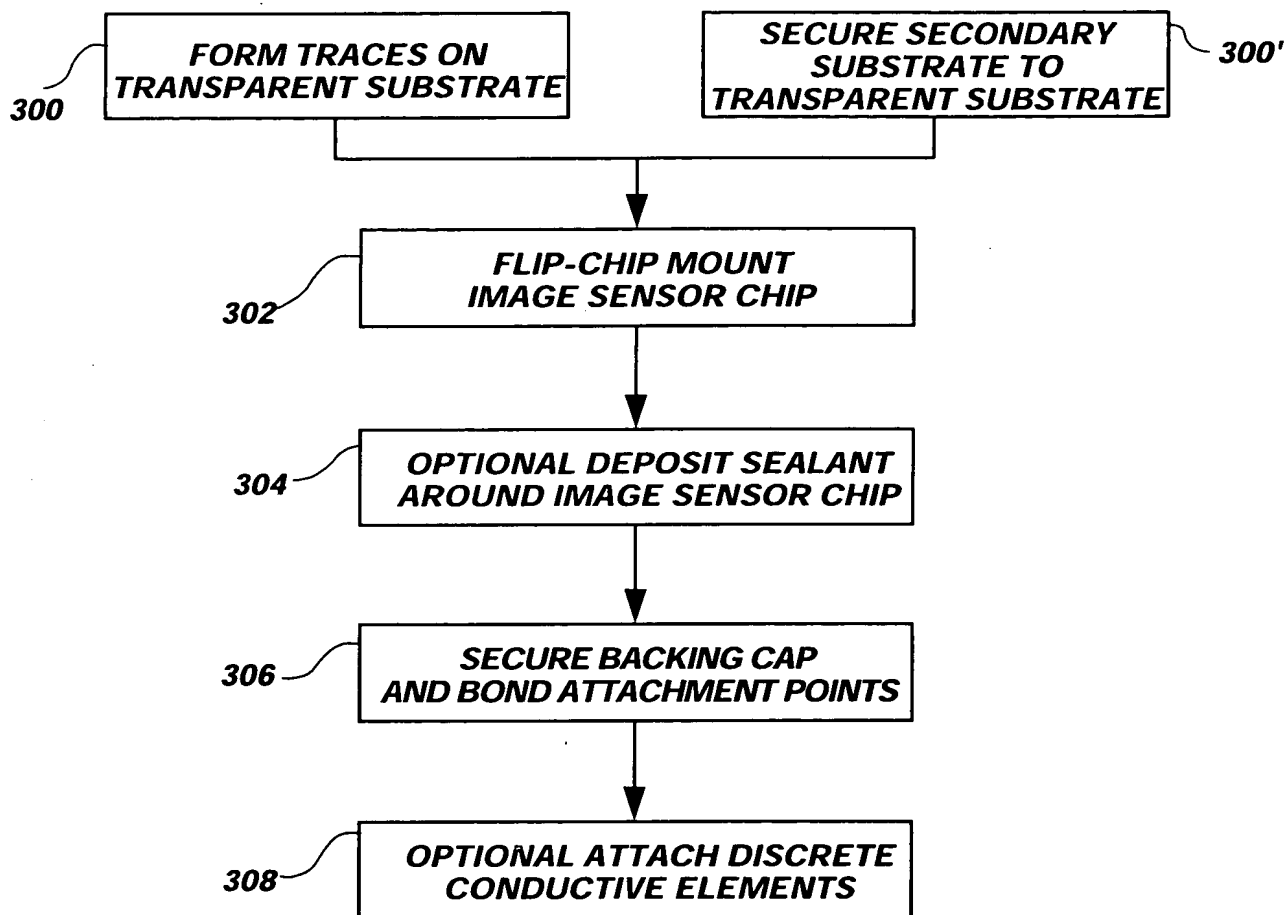 FORM TRACES ON
TRANSPARENT SUBSTRATE
300
SECURE SECONDARY
SUBSTRATE TO
TRANSPARENT SUBSTRATE
300'
FLIP-CHIP MOUNT
IMAGE SENSOR CHIP
302
OPTIONAL DEPOSIT SEALANT
AROUND IMAGE SENSOR CHIP
304
SECURE BACKING CAP
AND BOND ATTACHMENT POINTS
306
OPTIONAL ATTACH DISCRETE
CONDUCTIVE ELEMENTS
308